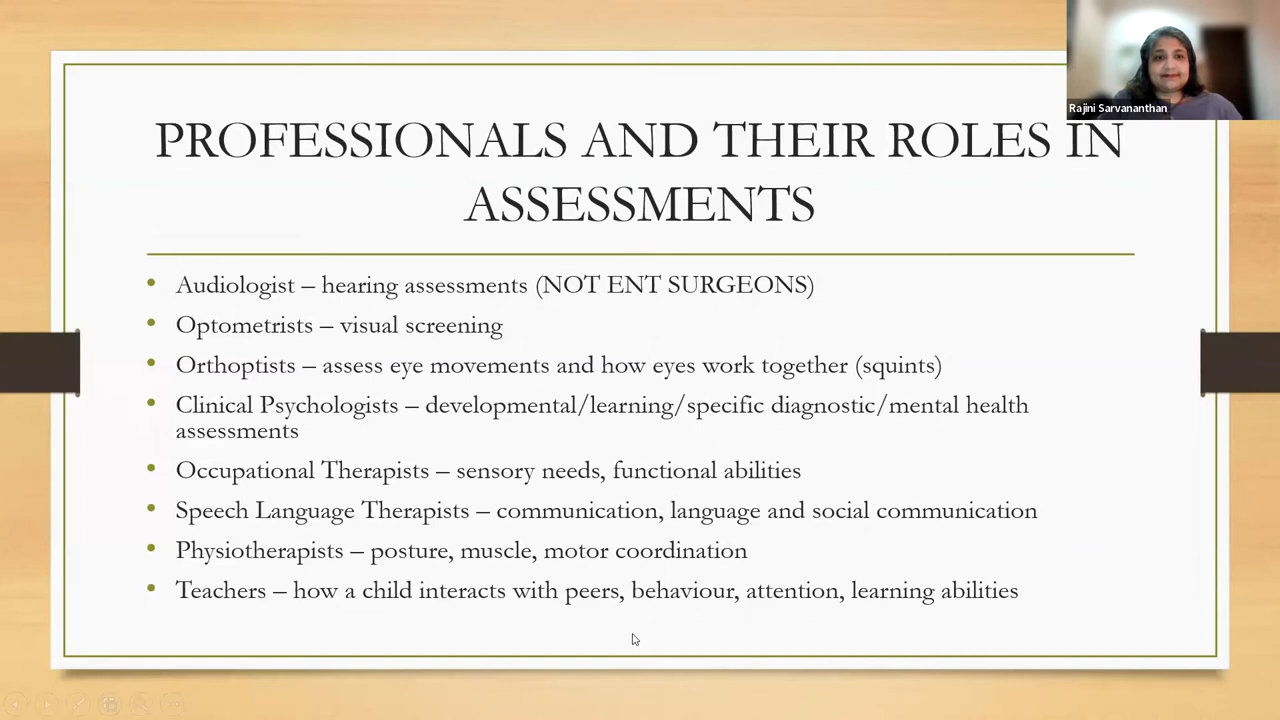 Rajini Sarvananthan
PROFESSIONALS AND THEIR ROLES IN
ASSESSMENTS
• Audiologist – hearing assessments (NOT ENT SURGEONS)
• Optometrists – visual screening
• Orthoptists – assess eye movements and how eyes work together (squints)
• Clinical Psychologists – developmental/learning/specific diagnostic/mental health
assessments
• Occupational Therapists – sensory needs, functional abilities
• Speech Language Therapists – communication, language and social communication
• Physiotherapists – posture, muscle, motor coordination
• Teachers – how a child interacts with peers, behaviour, attention, learning abilities